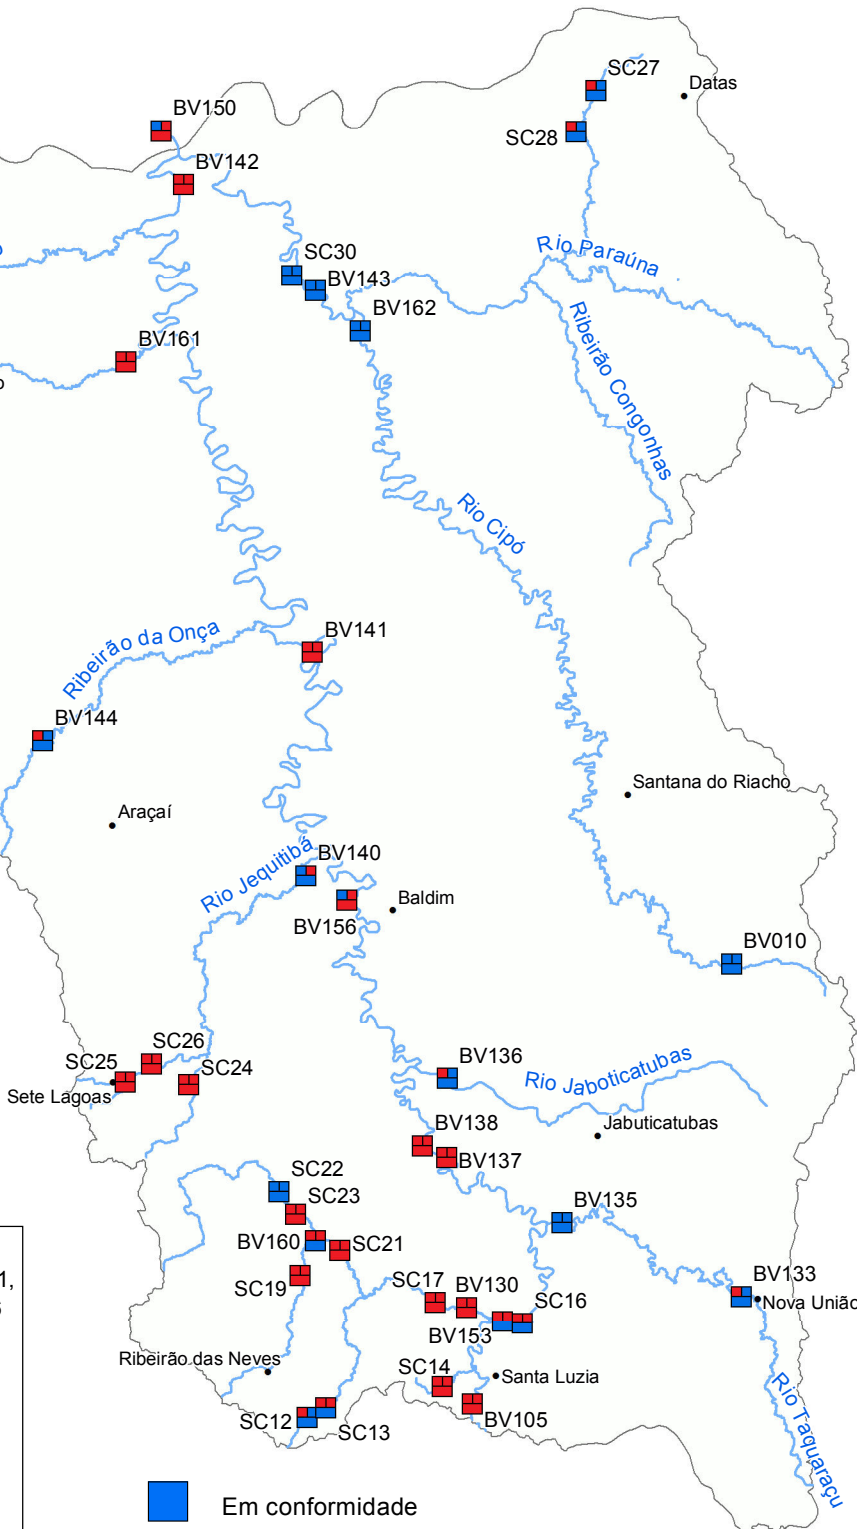 SC27
Datas
BV150
SC28
BV142
Rio Paraúna
SC30
BV143
BV162
Ribeirão Congonhas
BV161
Rio Cipó
Ribeirão da Onça
BV141
BV144
Santana do Riacho
Araçaí
Rio Jequitibá
BV140
Baldim
BV156
BV010
SC26
SC25
SC24
BV136
Rio Jaboticatubas
Sete Lagoas
BV138
Jabuticatubas
BV137
SC22
SC23
BV135
BV160
SC21
SC19
SC17
BV130
SC16
BV133
1,
Nova União
BV153
Ribeirão das Neves
SC14
Santa Luzia
SC12
SC13
BV105
Rio Taquaraçu
Em conformidade